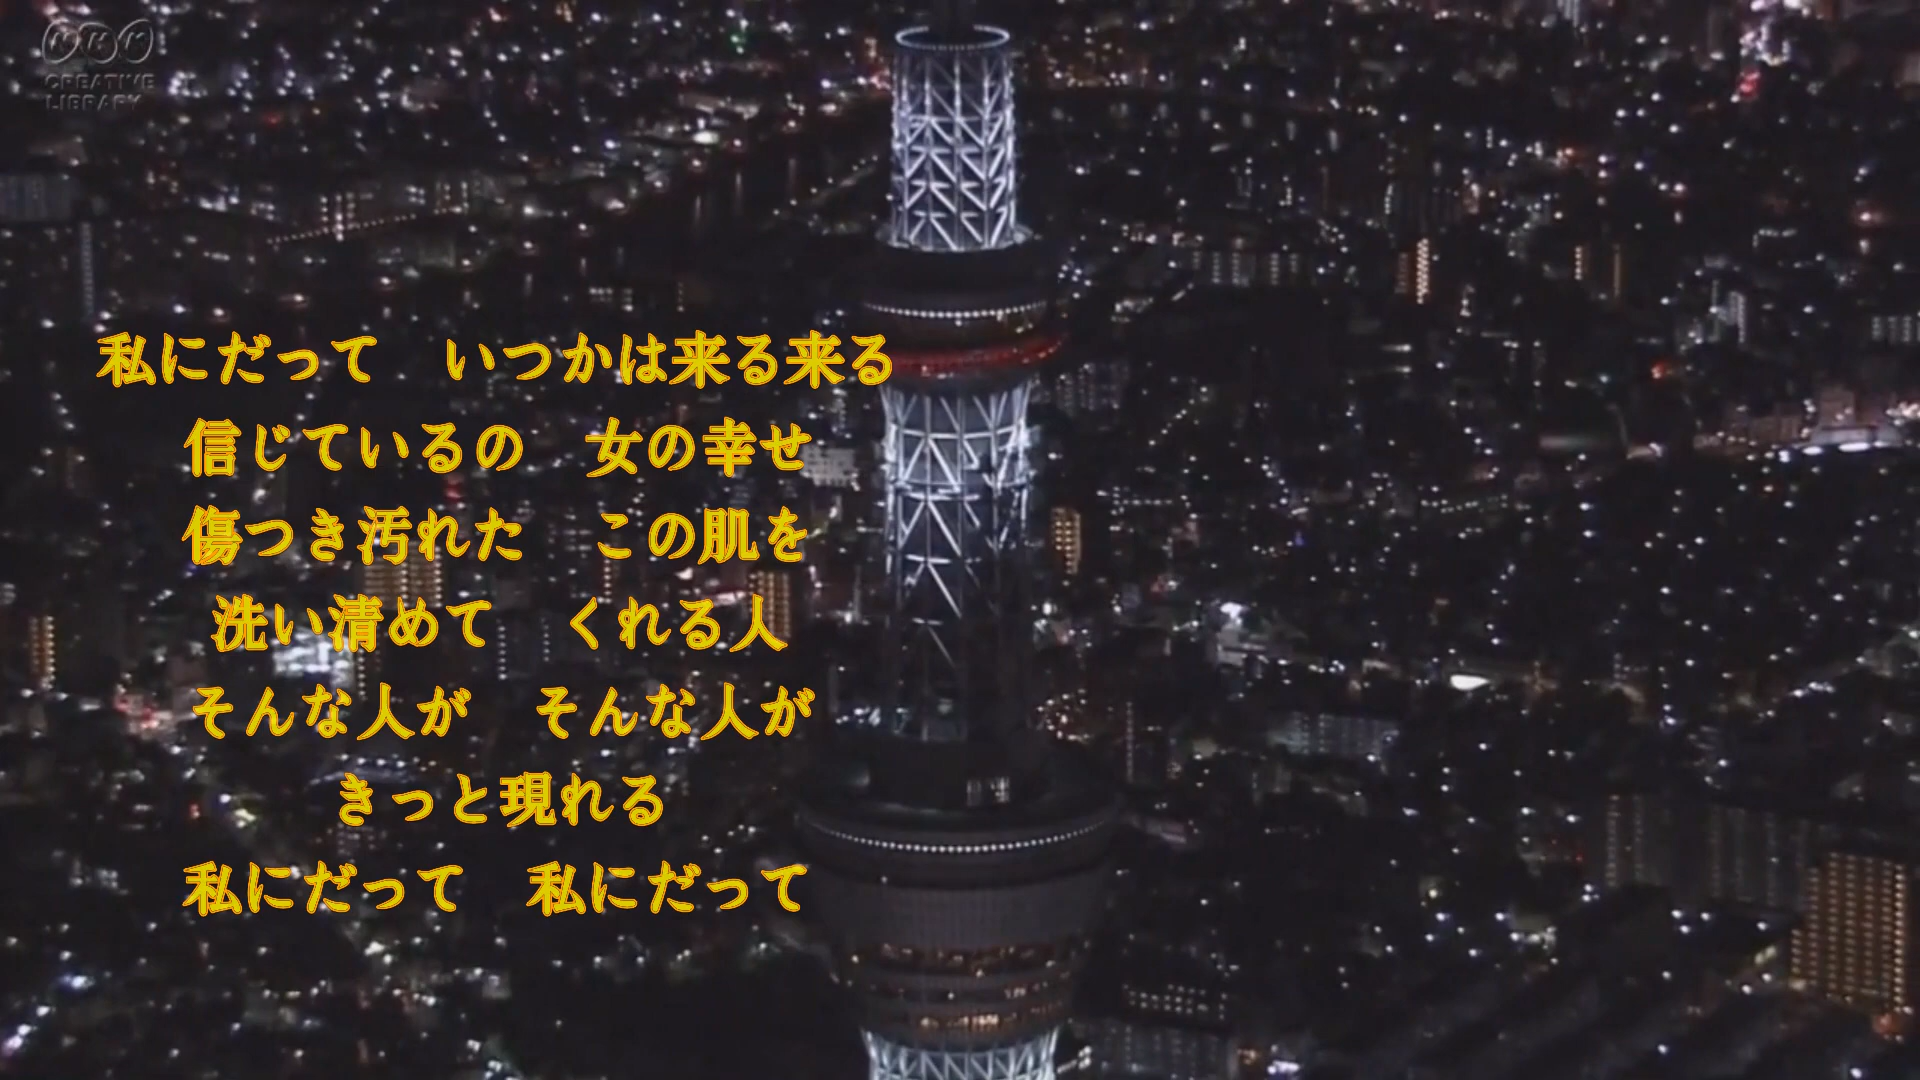 NHK
CREATIVE
LIBRARY
私にだって　いつかは来る来る
信じているの　女の幸せ
傷つき汚れた　この肌を
洗い清めて　くれる人
そんな人が　そんな人が
きっと現れる
私にだって　私にだって